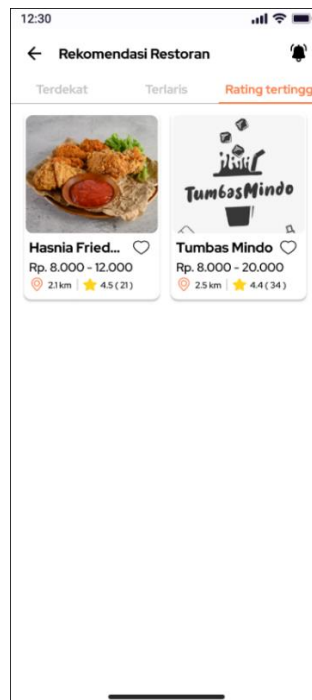 12:30
Rekomendasi Restoran
Terdekat Terlaris Rating tertingg
TumbasMindo
Hasnia Fried... Tumbas Mindo
Rp. 8.000 - 12.000 Rp. 8.000 - 20.000
2.1 km 4.5 ( 21 ) 2.5 km 4.4 ( 34 )